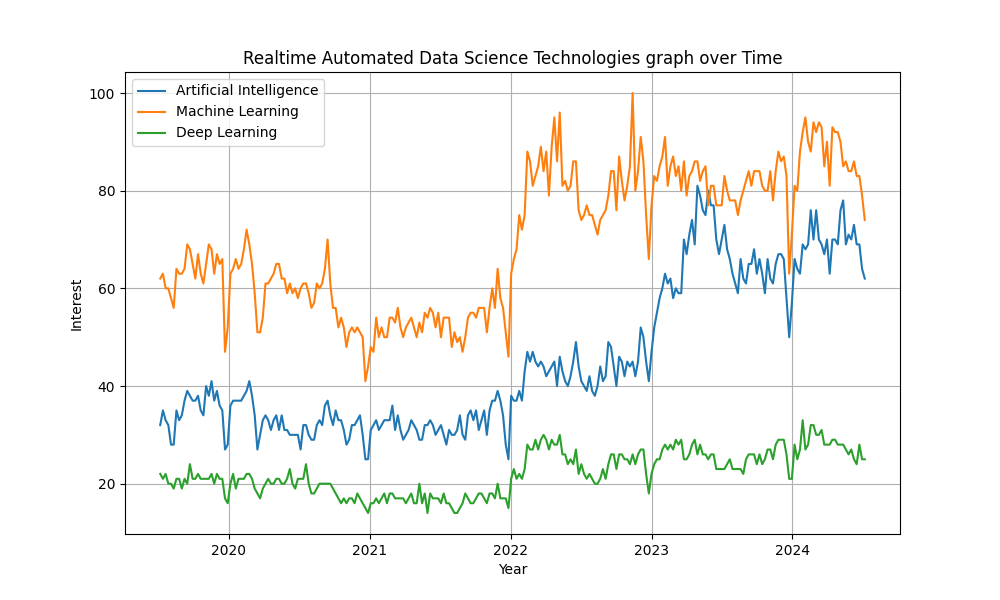 Realtime Automated Data Science Technologies graph over Time
Artificial Intelligence
Machine Learning
Deep Learning
100
80
60
40
20
Interest
2020
2021
2022
2023
2024
Year